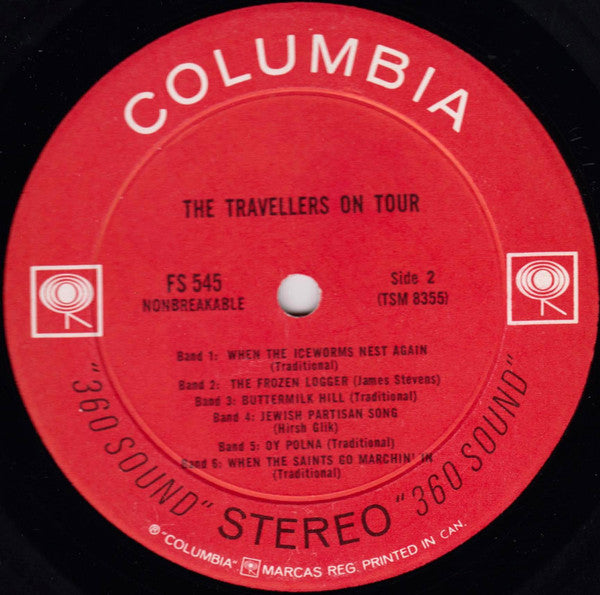 COLUMBIA
THE TRAVELLERS ON TOUR
FS 545
NONBREAKABLE
Side 2
(TSM 8355)
Band 1: WHEN THE ICEWORMS NEST AGAIN
(Traditional)
Band 2: THE FROZEN LOGGER (James Stevens)
Band 3: BUTTERMILK HILL (Traditional)
Band 4: JEWISH PARTISAN SONG
(Hirsh Glik)
Band 5: OY POLNA (Traditional)
Band 6: WHEN THE SAINTS GO MARCHIN' IN
(Traditional)
"360 SOUND" STEREO "360 SOUND"
® "COLUMBIA" MARCAS REG. PRINTED IN CAN.